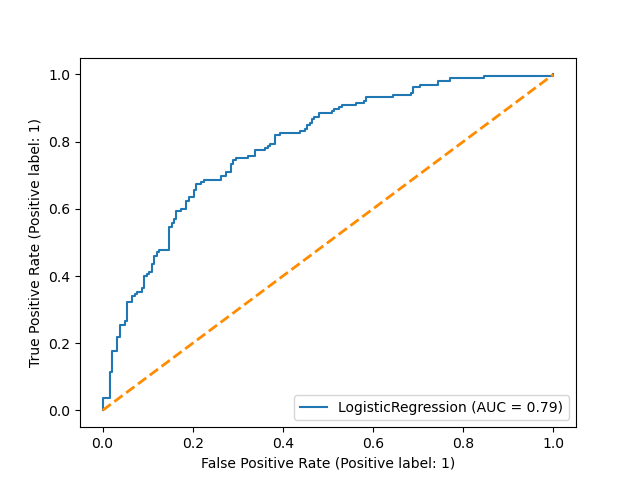 1.0
0.8
0.6
0.4
0.2
0.0
True Positive Rate (Positive label: 1)
LogisticRegression (AUC = 0.79)
0.0 0.2 0.4 0.6 0.8 1.0
False Positive Rate (Positive label: 1)